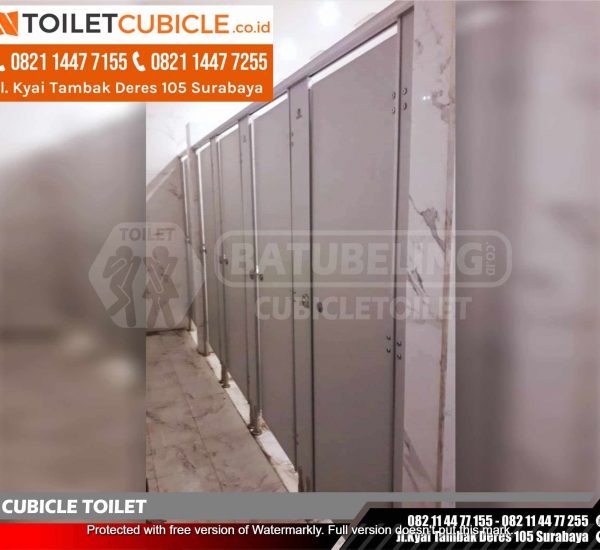 TOILETCUBICLE.co.id
0821 1447 7155 0821 1447 7255
l. Kyai Tambak Deres 105 Surabaya
TOILET
BATUBELING.co.id
CUBICLETOILET
CUBICLE TOILET
082 11 44 77 155 - 082 11 44 77 255
Jl.Kyai Tambak Deres 105 Surabaya
Protected with free version of Watermarkly. Full version doesn't put this mark.